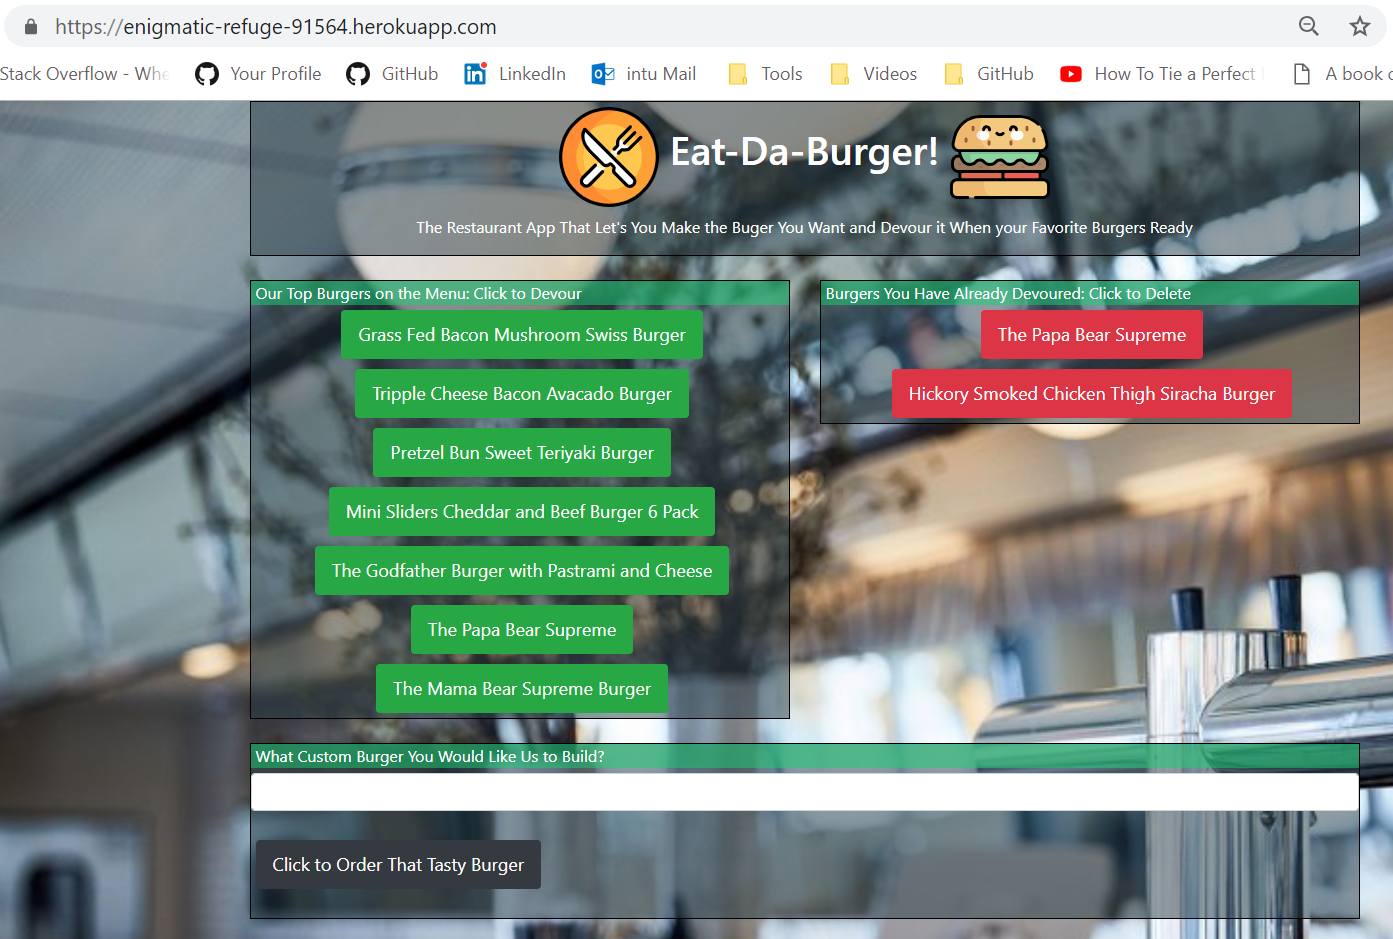 https://enigmatic-refuge-91564.herokuapp.com
Stack Overflow - Whe Your Profile GitHub LinkedIn intu Mail Tools Videos GitHub How To Tie a Perfect A book
Eat-Da-Burger!
The Restaurant App That Let's You Make the Buger You Want and Devour it When your Favorite Burgers Ready
Our Top Burgers on the Menu: Click to Devour
Grass Fed Bacon Mushroom Swiss Burger
Tripple Cheese Bacon Avacado Burger
Pretzel Bun Sweet Teriyaki Burger
Mini Sliders Cheddar and Beef Burger 6 Pack
The Godfather Burger with Pastrami and Cheese
The Papa Bear Supreme
The Mama Bear Supreme Burger
Burgers You Have Already Devoured: Click to Delete
The Papa Bear Supreme
Hickory Smoked Chicken Thigh Siracha Burger
What Custom Burger You Would Like Us to Build?
Click to Order That Tasty Burger